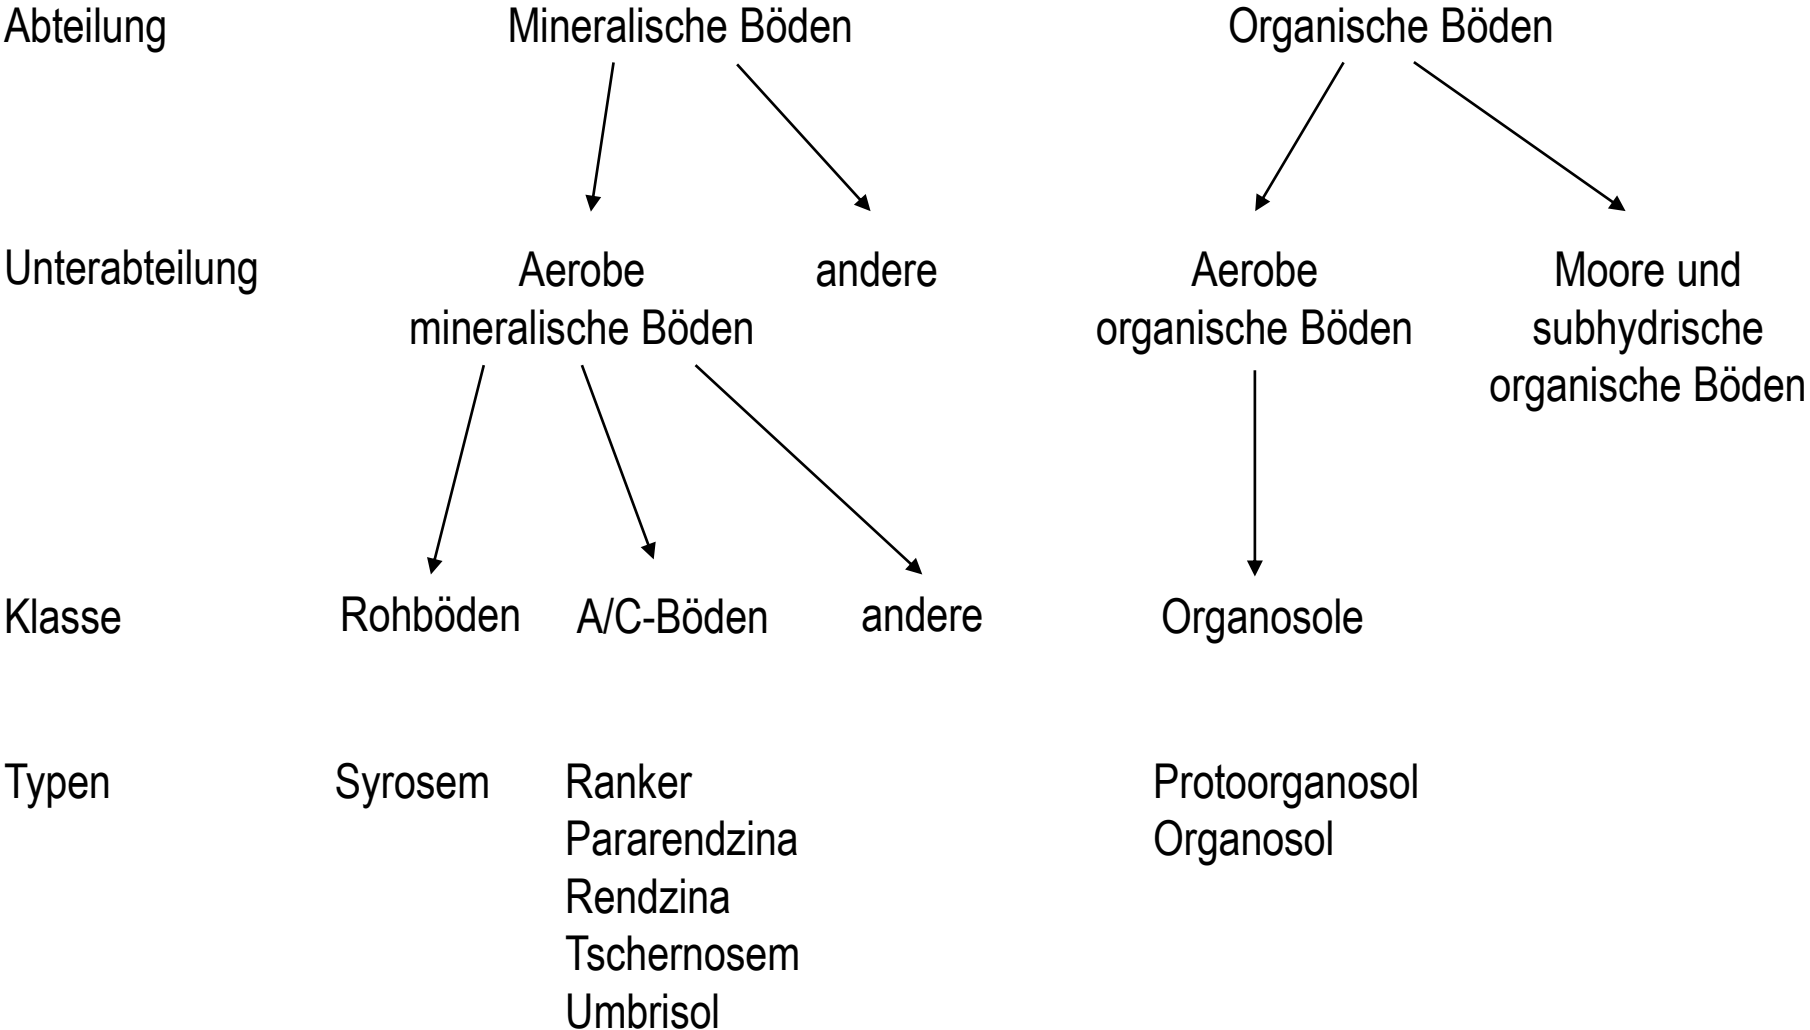 Abteilung
Mineralische Böden
Organische Böden
Unterabteilung
Aerobe
mineralische Böden
andere
Aerobe
organische Böden
Moore und
subhydrische
organische Böden
Klasse
Rohböden
A/C-Böden
andere
Organosole
Typen
Syrosem
Ranker
Pararendzina
Rendzina
Tschernosem
Umbrisol
Protoorganosol
Organosol